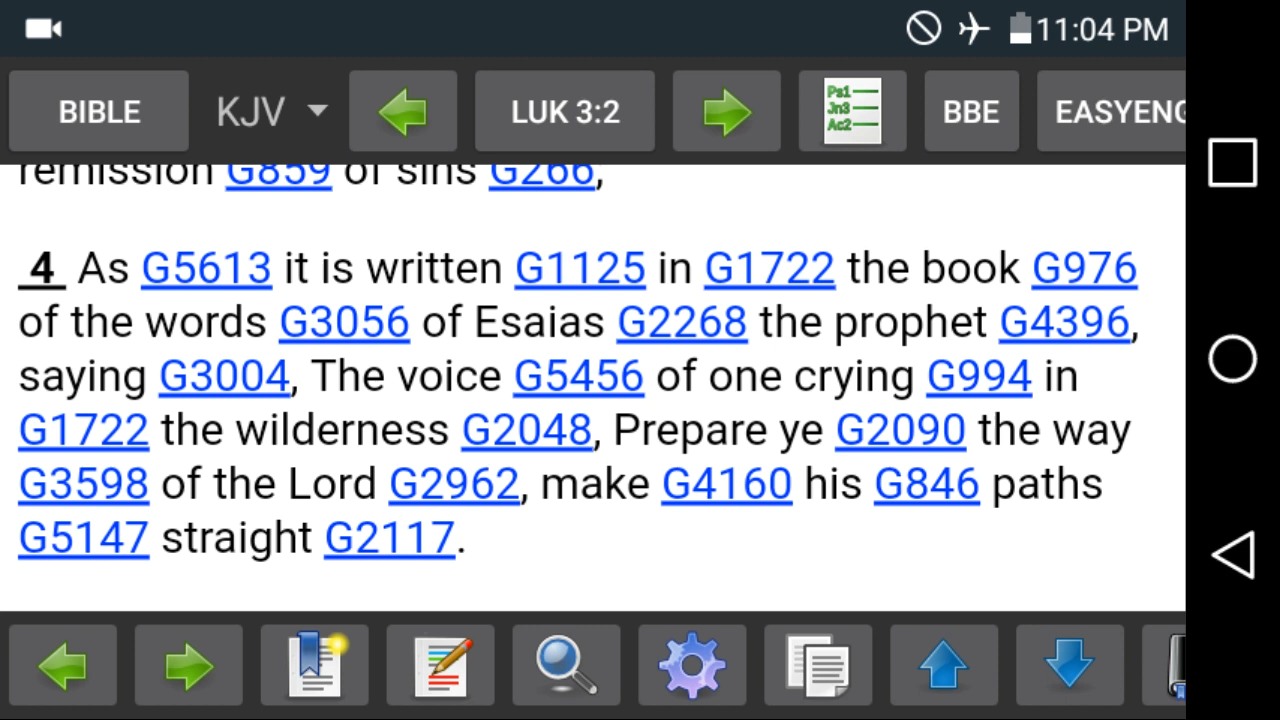 11:04 PM
BIBLE KJV LUK 3:2 Ps1 Jn3 Ac2 BBE EASYENG
remission G859 of sins G266,
4 As G5613 it is written G1125 in G1722 the book G976
of the words G3056 of Esaias G2268 the prophet G4396,
saying G3004, The voice G5456 of one crying G994 in
G1722 the wilderness G2048, Prepare ye G2090 the way
G3598 of the Lord G2962, make G4160 his G846 paths
G5147 straight G2117.